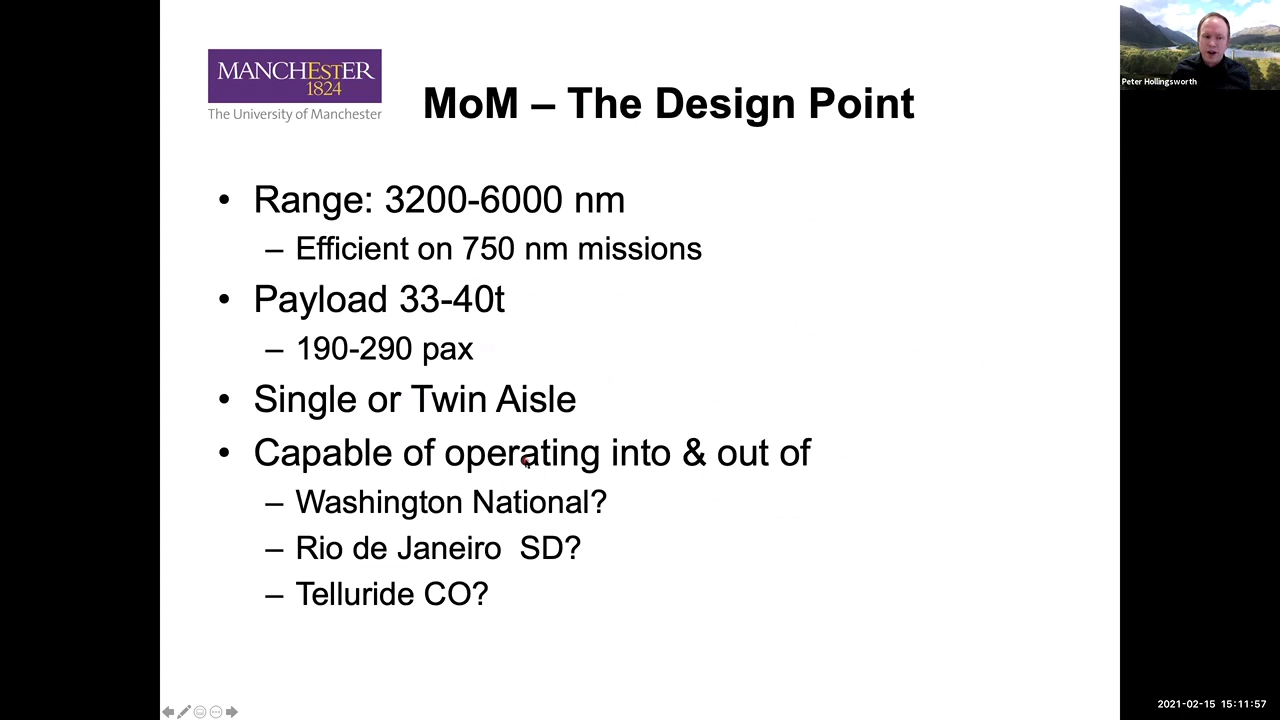 MANCHESTER
1824
The University of Manchester
MoM – The Design Point
• Range: 3200-6000 nm
– Efficient on 750 nm missions
• Payload 33-40t
– 190-290 pax
• Single or Twin Aisle
• Capable of operating into & out of
– Washington National?
– Rio de Janeiro  SD?
– Telluride CO?
Peter Hollingsworth
2021-02-15 15:11:57